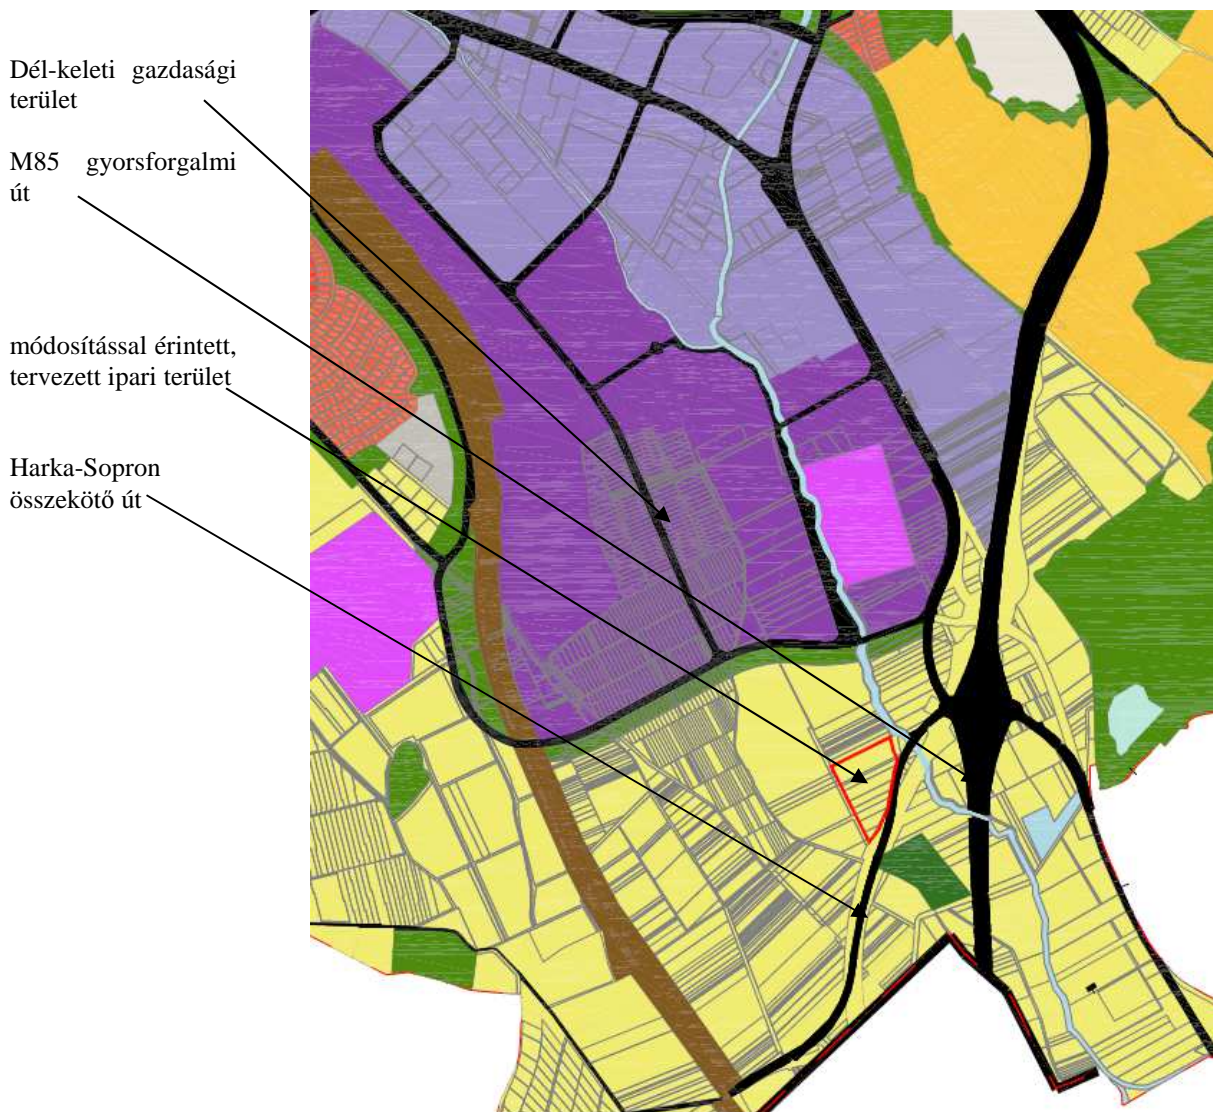 Dél-keleti gazdasági
terület
M85 gyorsforgalmi
út
módosítással érintett,
tervezett ipari terület
Harka-Sopron
összekötő út